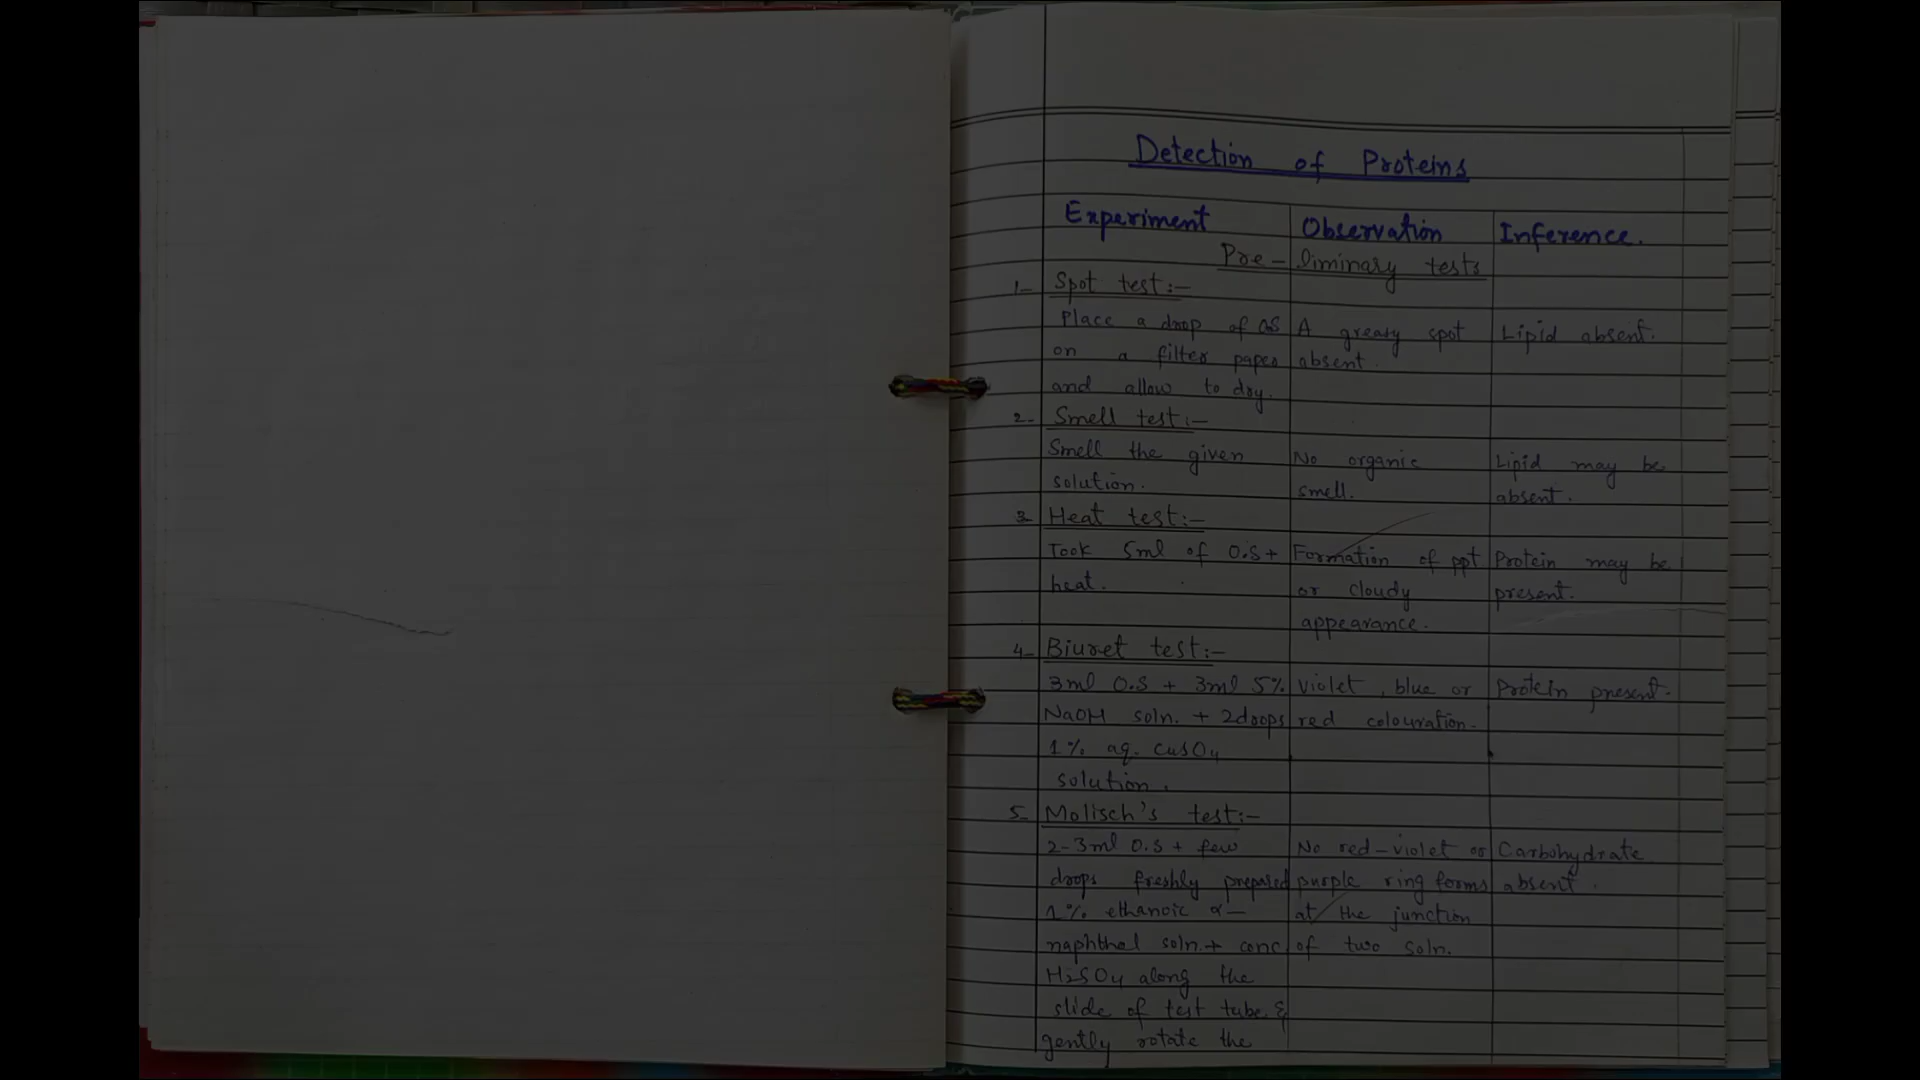 Detection of Proteins
Experiment Observation Inference.
Pre-liminary tests
1- Spot test:-
Place a drop of OS A greasy spot Lipid absent.
on a filter paper absent.
and allow to dry.
2- Smell test:-
Smell the given No organic Lipid may be
solution. smell. absent.
3- Heat test:-
Took 5ml of O.S + Formation of ppt Protein may be
heat. or cloudy present.
appearance.
4- Biuret test:-
3ml O.S + 3ml 5% Violet, blue or Protein present.
NaOH soln. + 2drops red colouration.
1% aq. CuSO4
solution.
5- Molisch's test:-
2-3ml O.S + few No red-violet or Carbohydrate
drops freshly prepared purple ring forms absent.
1% ethanoic α- at the junction
naphthal soln. + conc of two soln.
H2SO4 along the
slide of test tube &
gently rotate the